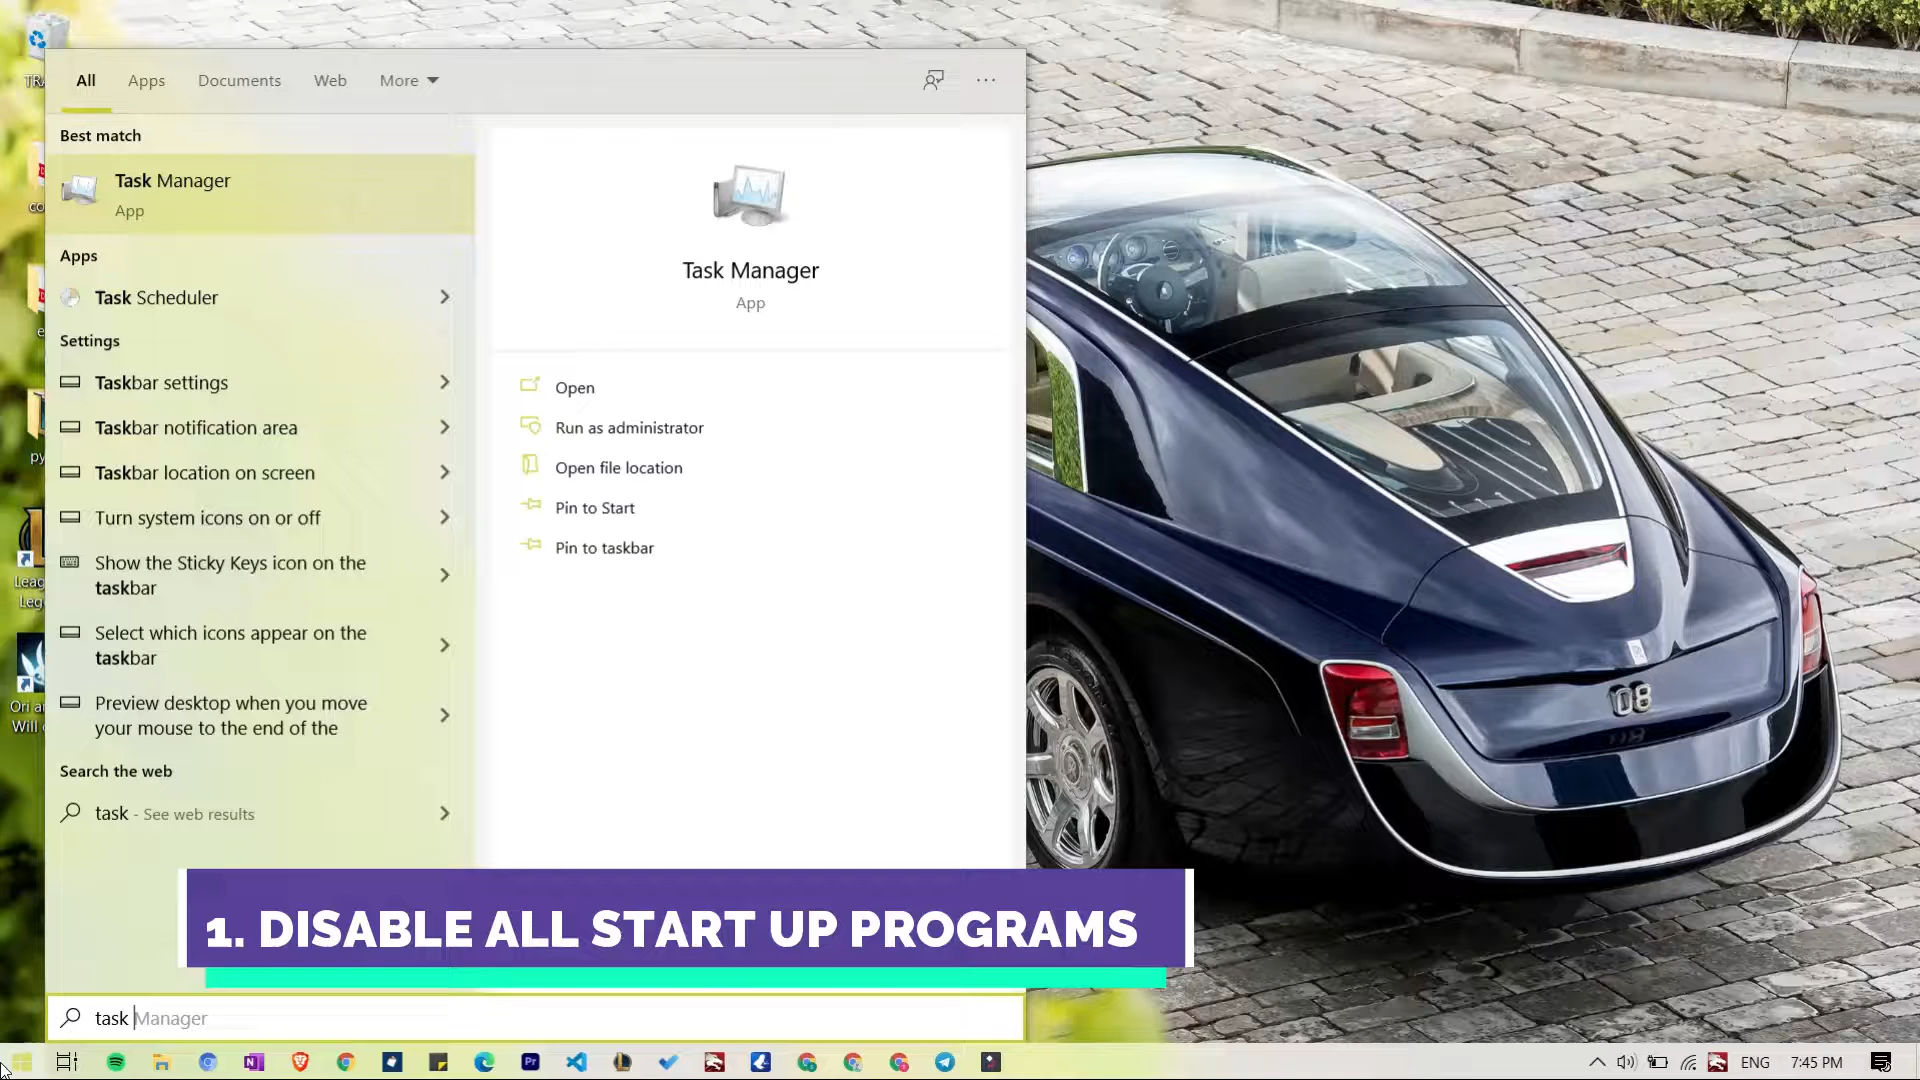 All
Apps
Documents
Web
More
Best match
Task Manager
App
Apps
Task Scheduler
Settings
Taskbar settings
Taskbar notification area
Taskbar location on screen
Turn system icons on or off
Show the Sticky Keys icon on the
taskbar
Select which icons appear on the
taskbar
Preview desktop when you move
your mouse to the end of the
Search the web
task - See web results
Task Manager
App
Open
Run as administrator
Open file location
Pin to Start
Pin to taskbar
1. DISABLE ALL START UP PROGRAMS
task Manager
ENG
7:45 PM